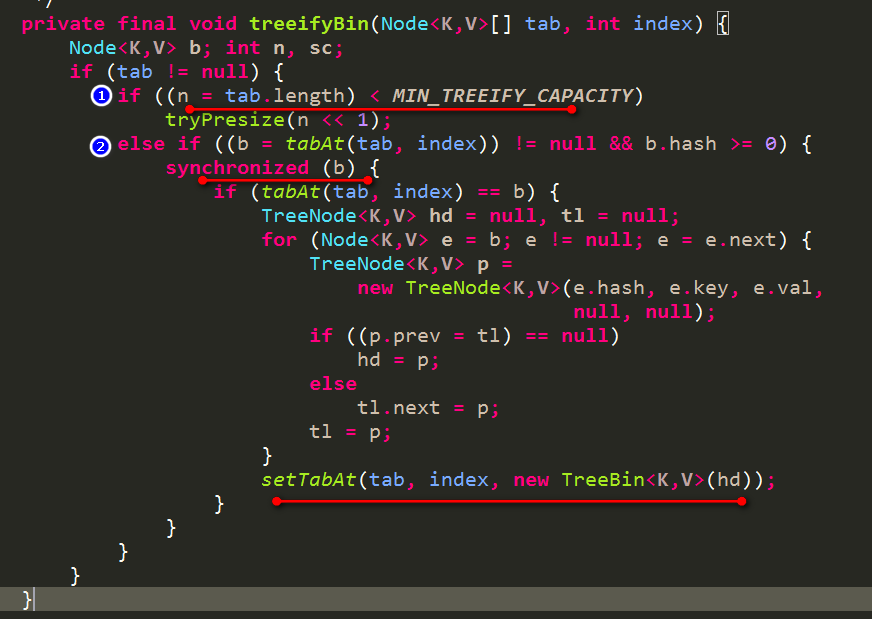 */
private final void treeifyBin(Node<K,V>[] tab, int index) {
    Node<K,V> b; int n, sc;
    if (tab != null) {
        1 if ((n = tab.length) < MIN_TREEIFY_CAPACITY)
            tryPresize(n << 1);
        2 else if ((b = tabAt(tab, index)) != null && b.hash >= 0) {
            synchronized (b) {
                if (tabAt(tab, index) == b) {
                    TreeNode<K,V> hd = null, tl = null;
                    for (Node<K,V> e = b; e != null; e = e.next) {
                        TreeNode<K,V> p =
                            new TreeNode<K,V>(e.hash, e.key, e.val,
                                              null, null);
                        if ((p.prev = tl) == null)
                            hd = p;
                        else
                            tl.next = p;
                        tl = p;
                    }
                    setTabAt(tab, index, new TreeBin<K,V>(hd));
                }
            }
        }
    }
}